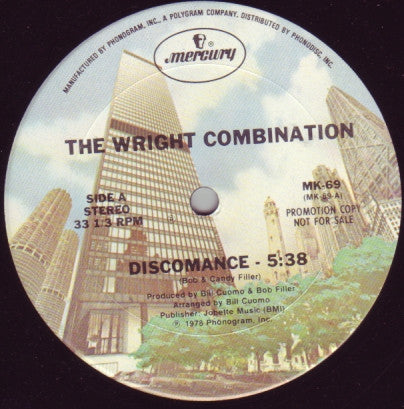 MANUFACTURED BY PHONOGRAM, INC., A POLYGRAM COMPANY, DISTRIBUTED BY PHONODISC, INC.
mercury
THE WRIGHT COMBINATION
SIDE A
STEREO
33 1.3 RPM
MK-69
(MK-69-A)
PROMOTION COPY
NOT FOR SALE
DISCOMANCE - 5:38
(Bob & Candy Filler)
Produced by Bill Cuomo & Bob Filler
Arranged by Bill Cuomo
Publisher: Jobette Music (BMI)
℗ 1978 Phonogram, Inc.